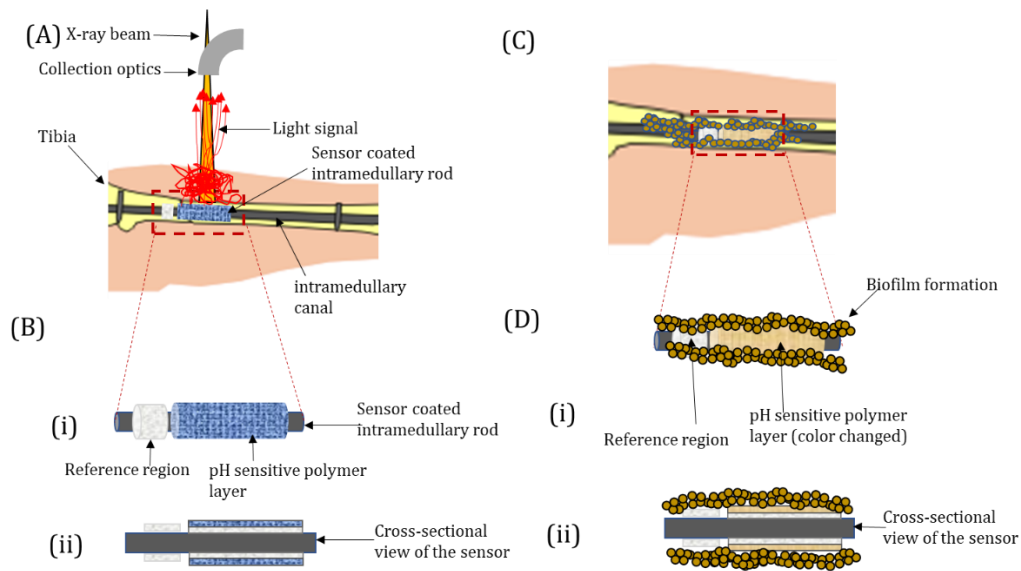 (A)
X-ray beam
Collection optics
Light signal
Tibia
Sensor coated
intramedullary rod
intramedullary
canal
(B)
(i)
Sensor coated
intramedullary rod
Reference region
pH sensitive polymer
layer
(ii)
Cross-sectional
view of the sensor
(C)
Biofilm formation
(D)
(i)
Reference region
pH sensitive polymer
layer (color changed)
(ii)
Cross-sectional
view of the sensor